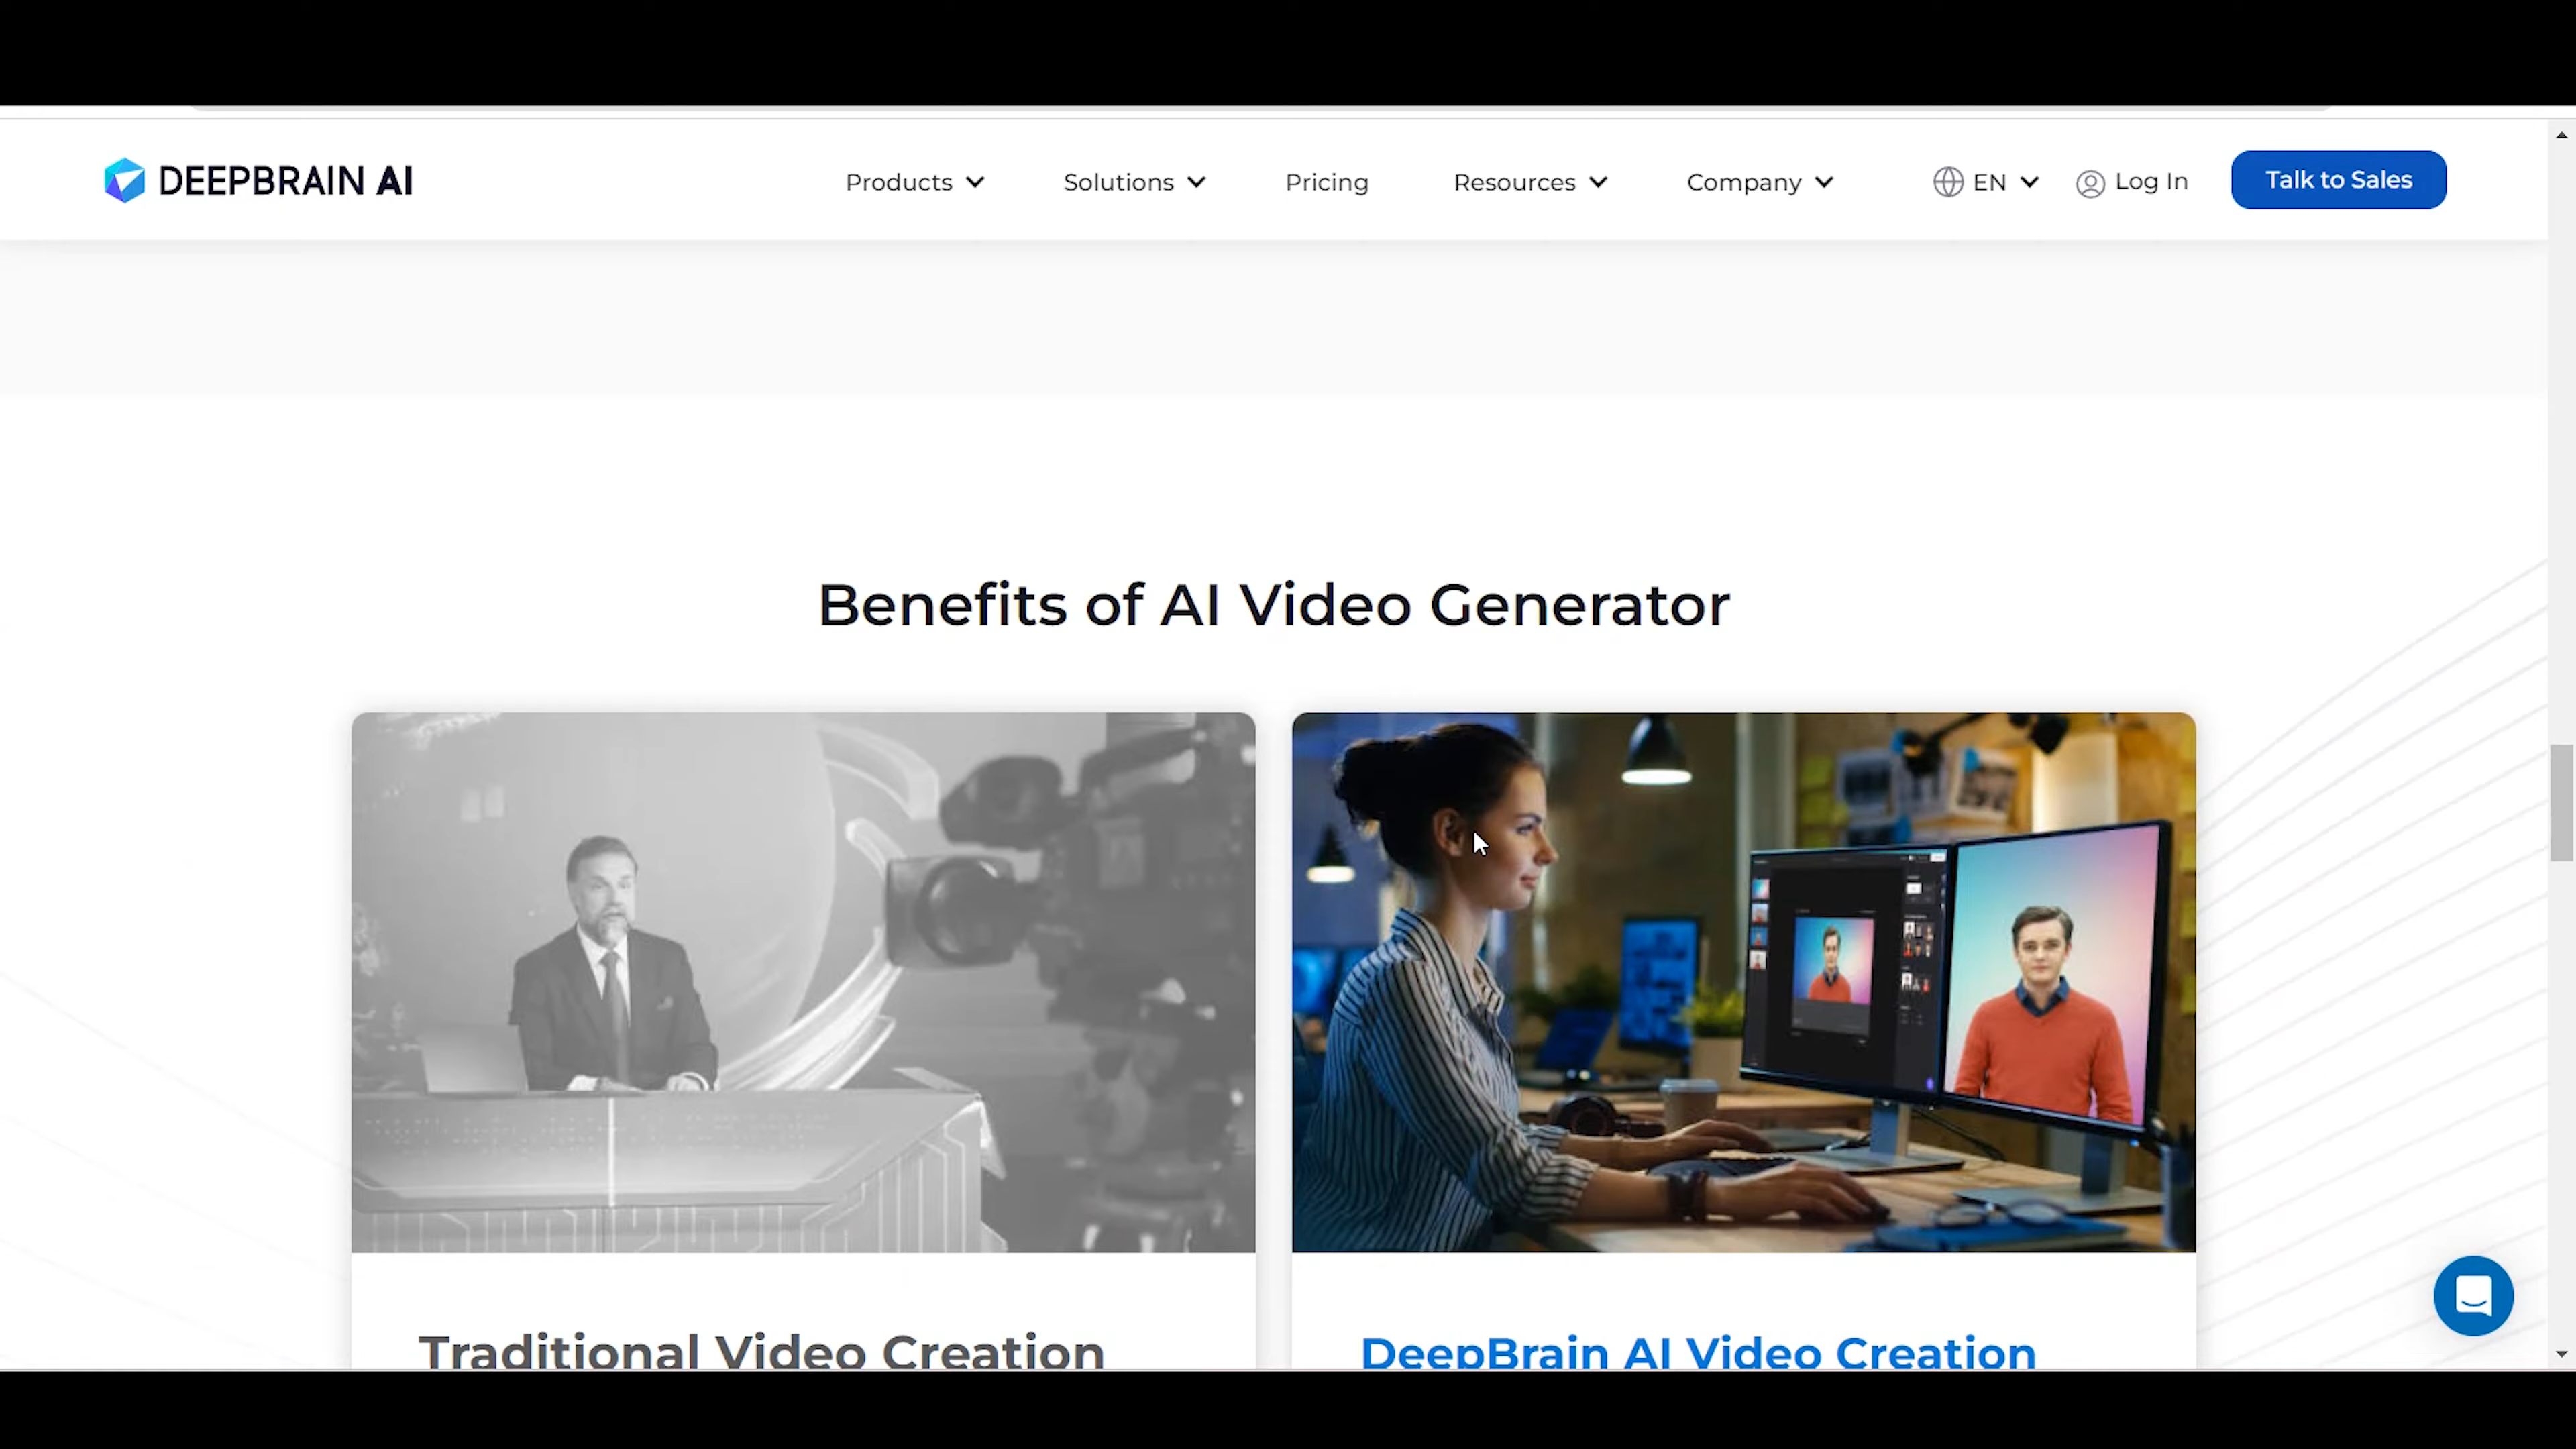 DEEPBRAIN AI
Products
Solutions
Pricing
Resources
Company
EN
Log In
Talk to Sales
Benefits of AI Video Generator
Traditional Video Creation
DeepBrain AI Video Creation